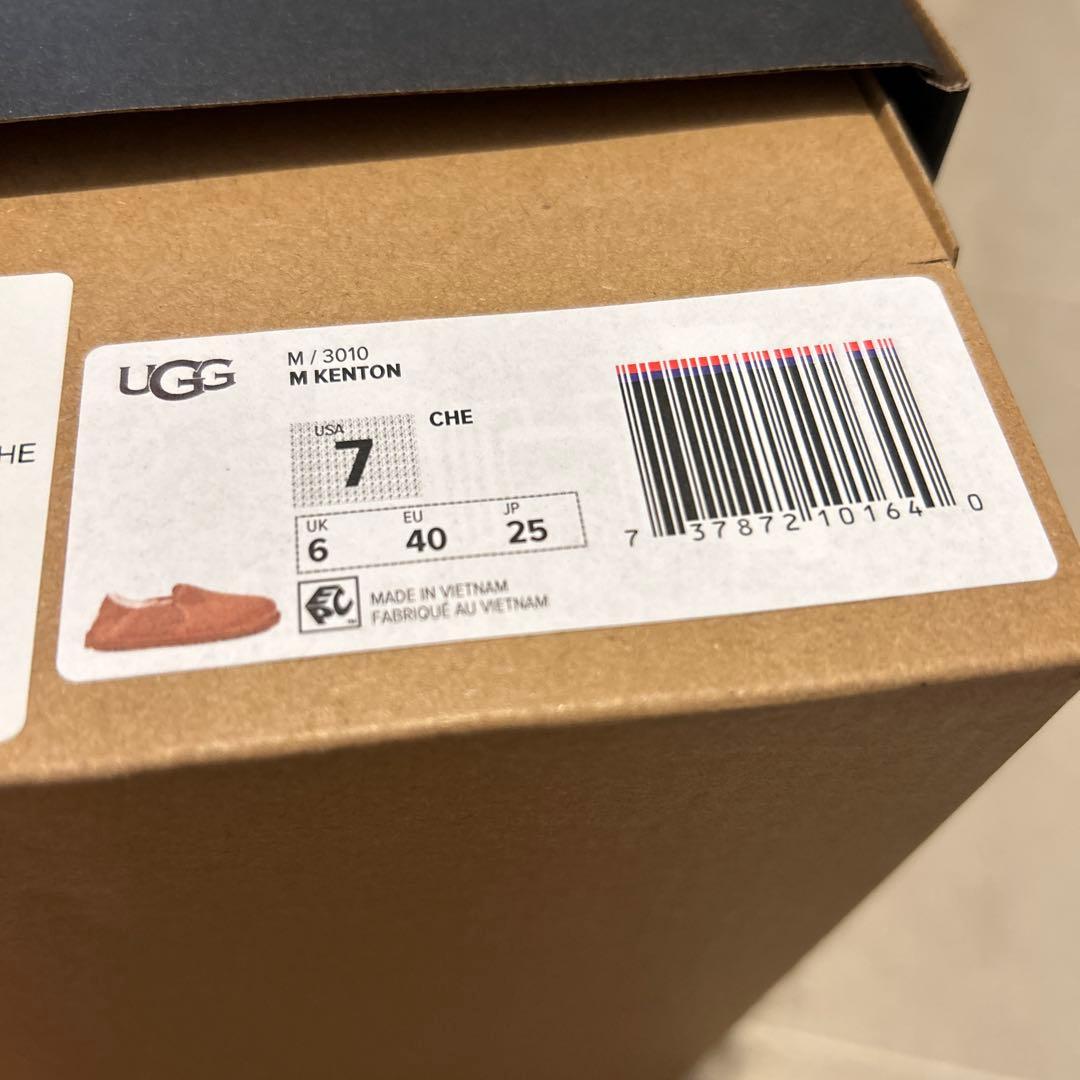 HE
UGG
M / 3010
M KENTON
USA
7
CHE
UK EU JP
6 40 25
MADE IN VIETNAM
FABRIQUÉ AU VIETNAM
7 37872 10164 0